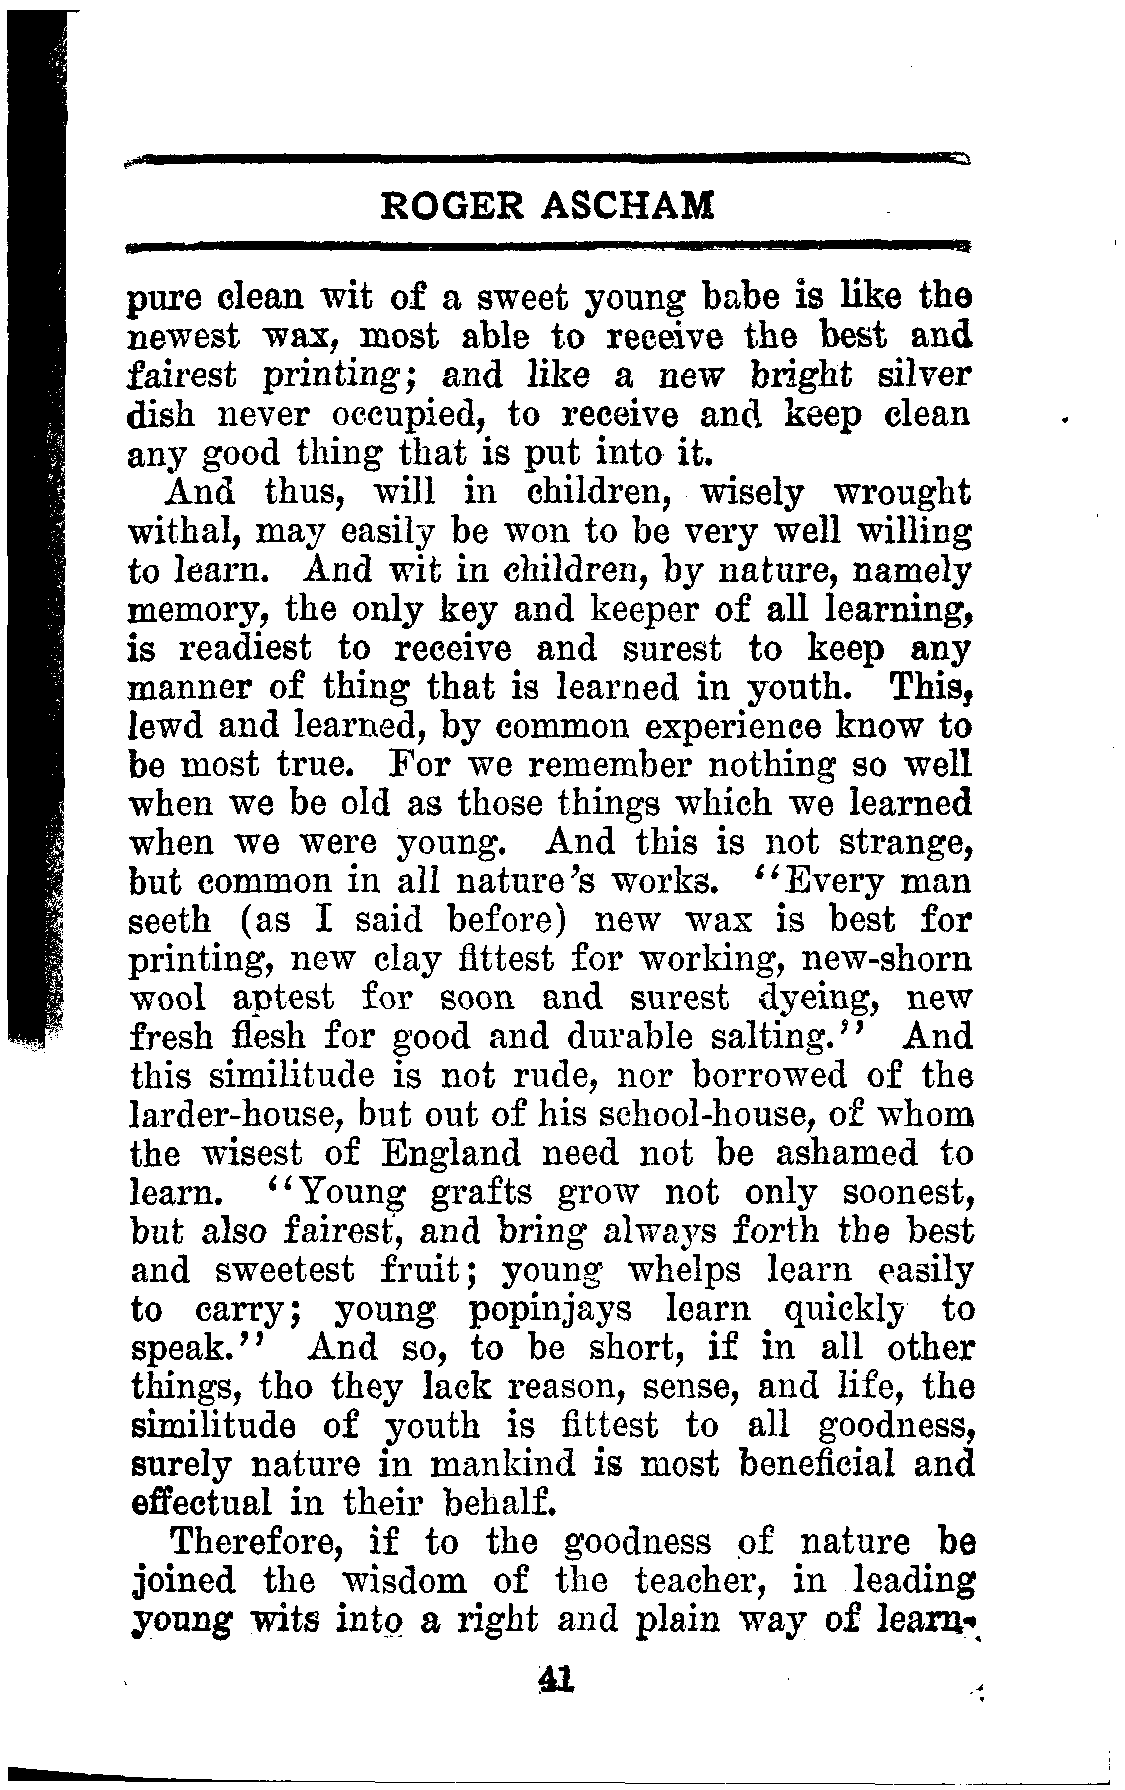 ROGER ASCHAM
pure clean wit of a sweet young babe is like the
newest wax, most able to receive the best and
fairest printing; and like a new bright silver
dish never occupied, to receive and keep clean
any good thing that is put into it.
And thus, will in children, wisely wrought
withal, may easily be won to be very well willing
to learn. And wit in children, by nature, namely
memory, the only key and keeper of all learning,
is readiest to receive and surest to keep any
manner of thing that is learned in youth. This,
lewd and learned, by common experience know to
be most true. For we remember nothing so well
when we be old as those things which we learned
when we were young. And this is not strange,
but common in all nature's works. "Every man
seeth (as I said before) new wax is best for
printing, new clay fittest for working, new-shorn
wool aptest for soon and surest dyeing, new
fresh flesh for good and durable salting." And
this similitude is not rude, nor borrowed of the
larder-house, but out of his school-house, of whom
the wisest of England need not be ashamed to
learn. "Young grafts grow not only soonest,
but also fairest, and bring always forth the best
and sweetest fruit; young whelps learn easily
to carry; young popinjays learn quickly to
speak." And so, to be short, if in all other
things, tho they lack reason, sense, and life, the
similitude of youth is fittest to all goodness,
surely nature in mankind is most beneficial and
effectual in their behalf.
Therefore, if to the goodness of nature be
joined the wisdom of the teacher, in leading
young wits into a right and plain way of learn-
41